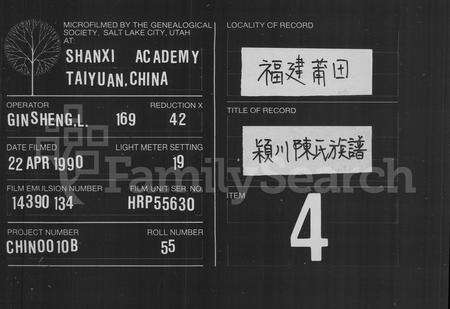 MICROFILMED BY THE GENEALOGICAL
SOCIETY, SALT LAKE CITY, UTAH
AT:
SHANXI ACADEMY
TAIYUAN, CHINA
OPERATOR
REDUCTION X
GINSHENG.L. 169 42
DATE FILMED
LIGHT METER SETTING
22 APR 1990 19
FILM EMULSION NUMBER
FILM UNIT SER. NO.
14390 134 HRP55630
PROJECT NUMBER
ROLL NUMBER
CHIN0010B 55
LOCALITY OF RECORD
福建莆田
TITLE OF RECORD
穎川陳氏族譜
ITEM
4
FamilySearch